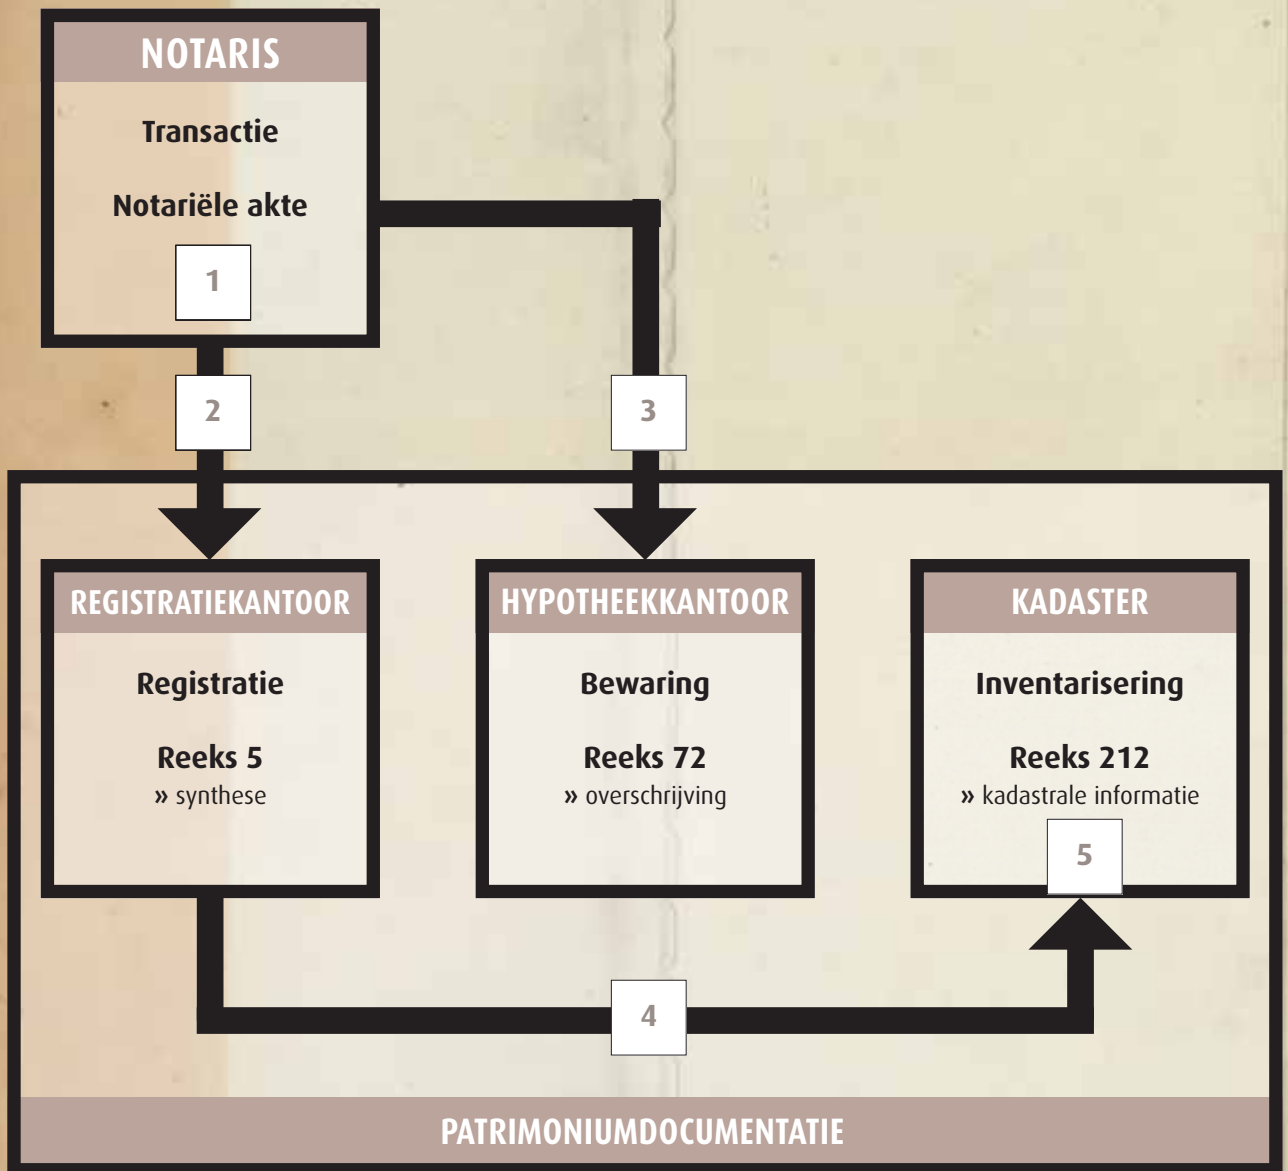 NOTARIS
Transactie
Notariële akte
1
2
3
REGISTRATIEKANTOOR
Registratie
Reeks 5
» synthese
HYPOTHEEKKANTOOR
Bewaring
Reeks 72
» overschrijving
KADASTER
Inventarisering
Reeks 212
» kadastrale informatie
5
4
PATRIMONIUMDOCUMENTATIE